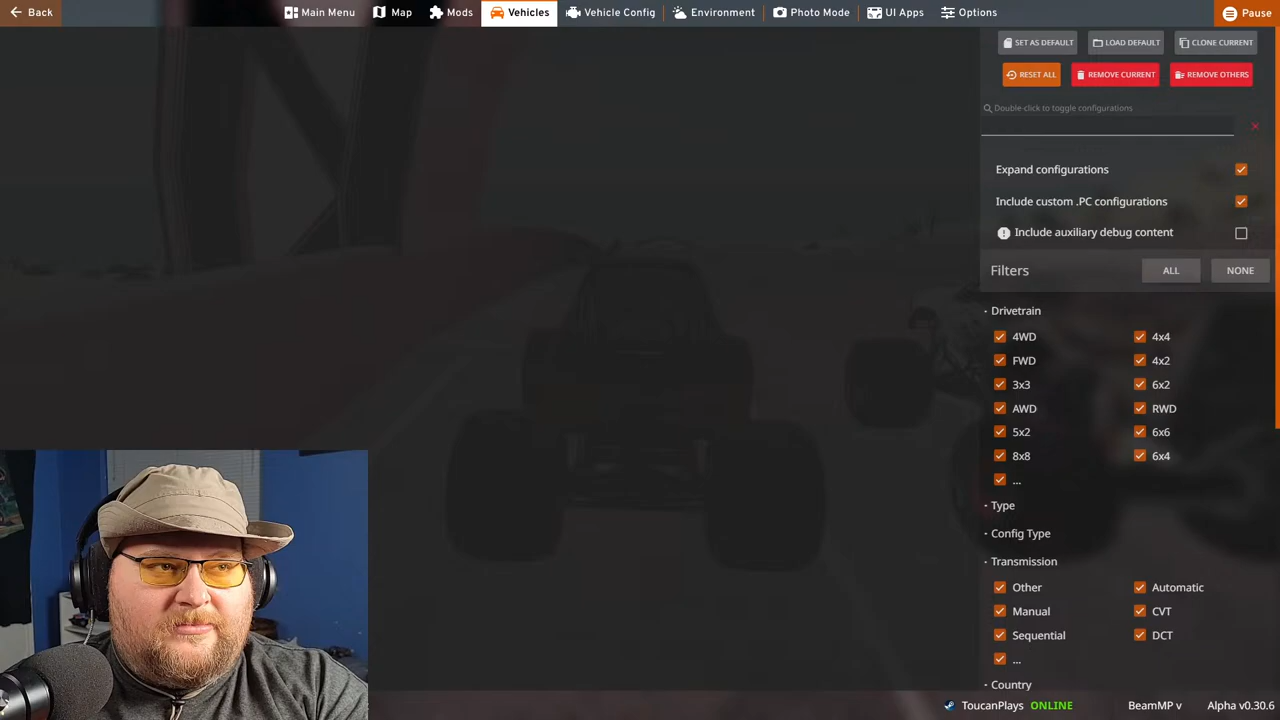 Back
Main Menu
Map
Mods
Vehicles
Vehicle Config
Environment
Photo Mode
UI Apps
Options
Pause
SET AS DEFAULT
LOAD DEFAULT
CLONE CURRENT
RESET ALL
REMOVE CURRENT
REMOVE OTHERS
Double-click to toggle configurations
Expand configurations
Include custom .PC configurations
Include auxiliary debug content
Filters
ALL
NONE
- Drivetrain
4WD
4x4
FWD
4x2
3x3
6x2
AWD
RWD
5x2
6x6
8x8
6x4
...
- Type
- Config Type
- Transmission
Other
Automatic
Manual
CVT
Sequential
DCT
...
- Country
ToucanPlays ONLINE
BeamMP v
Alpha v0.30.6